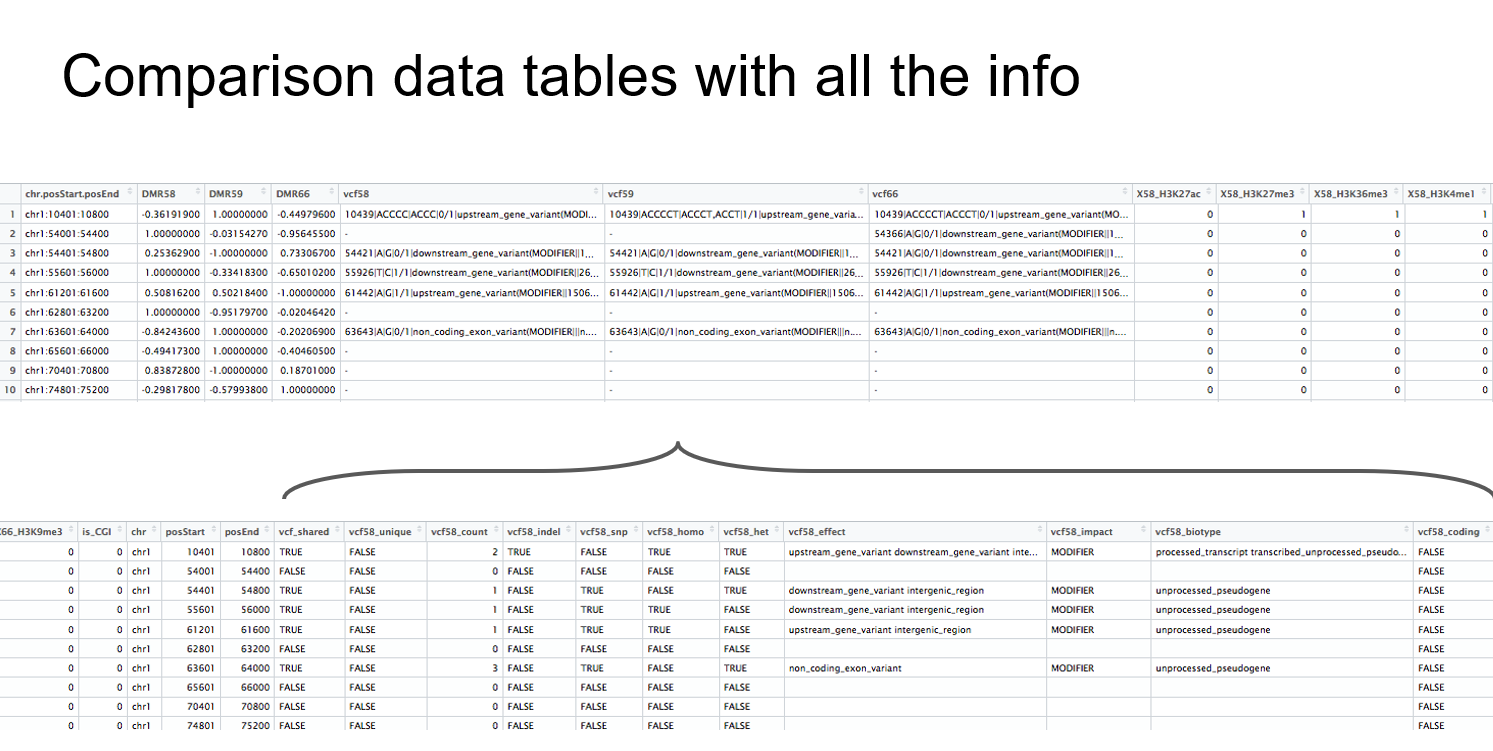 Comparison data tables with all the info
chr.posStart.posEnd DMR58 DMR59 DMR66 vcf58 vcf59 vcf66 X58_H3K27ac X58_H3K27me3 X58_H3K36me3 X58_H3K4me1
1 chr1:10401:10800 -0.36191900 1.00000000 -0.44979600 10439|ACCCC|ACCC|0/1|upstream_gene_variant(MODI... 10439|ACCCCT|ACCCT,ACCT|1/1|upstream_gene_varia... 10439|ACCCCT|ACCCT|0/1|upstream_gene_variant(MO... 0 1 1 1
2 chr1:54001:54400 1.00000000 -0.03154270 -0.95645500 - - 54366|A|G|0/1|downstream_gene_variant(MODIFIER||1... 0 0 0 0
3 chr1:54401:54800 0.25362900 -1.00000000 0.73306700 54421|A|G|0/1|downstream_gene_variant(MODIFIER||1... 54421|A|G|0/1|downstream_gene_variant(MODIFIER||1... 54421|A|G|0/1|downstream_gene_variant(MODIFIER||1... 0 0 0 0
4 chr1:55601:56000 1.00000000 -0.33418300 -0.65010200 55926|T|C|1/1|downstream_gene_variant(MODIFIER||26... 55926|T|C|1/1|downstream_gene_variant(MODIFIER||26... 55926|T|C|1/1|downstream_gene_variant(MODIFIER||26... 0 0 0 0
5 chr1:61201:61600 0.50816200 0.50218400 -1.00000000 61442|A|G|1/1|upstream_gene_variant(MODIFIER||1506... 61442|A|G|1/1|upstream_gene_variant(MODIFIER||1506... 61442|A|G|1/1|upstream_gene_variant(MODIFIER||1506... 0 0 0 0
6 chr1:62801:63200 1.00000000 -0.95179700 -0.02046420 - - - 0 0 0 0
7 chr1:63601:64000 -0.84243600 1.00000000 -0.20206900 63643|A|G|0/1|non_coding_exon_variant(MODIFIER|||n.... 63643|A|G|0/1|non_coding_exon_variant(MODIFIER|||n.... 63643|A|G|0/1|non_coding_exon_variant(MODIFIER|||n.... 0 0 0 0
8 chr1:65601:66000 -0.49417300 1.00000000 -0.40460500 - - - 0 0 0 0
9 chr1:70401:70800 0.83872800 -1.00000000 0.18701000 - - - 0 0 0 0
10 chr1:74801:75200 -0.29817800 -0.57993800 1.00000000 - - - 0 0 0 0
66_H3K9me3 is_CGI chr posStart posEnd vcf_shared vcf58_unique vcf58_count vcf58_indel vcf58_snp vcf58_homo vcf58_het vcf58_effect vcf58_impact vcf58_biotype vcf58_coding
0 0 chr1 10401 10800 TRUE FALSE 2 TRUE FALSE TRUE TRUE upstream_gene_variant downstream_gene_variant inte... MODIFIER processed_transcript transcribed_unprocessed_pseudo... FALSE
0 0 chr1 54001 54400 FALSE FALSE 0 FALSE FALSE FALSE FALSE FALSE
0 0 chr1 54401 54800 TRUE FALSE 1 FALSE TRUE FALSE TRUE downstream_gene_variant intergenic_region MODIFIER unprocessed_pseudogene FALSE
0 0 chr1 55601 56000 TRUE FALSE 1 FALSE TRUE TRUE FALSE downstream_gene_variant intergenic_region MODIFIER unprocessed_pseudogene FALSE
0 0 chr1 61201 61600 TRUE FALSE 1 FALSE TRUE TRUE FALSE upstream_gene_variant intergenic_region MODIFIER unprocessed_pseudogene FALSE
0 0 chr1 62801 63200 FALSE FALSE 0 FALSE FALSE FALSE FALSE FALSE
0 0 chr1 63601 64000 TRUE FALSE 3 FALSE TRUE FALSE TRUE non_coding_exon_variant MODIFIER unprocessed_pseudogene FALSE
0 0 chr1 65601 66000 FALSE FALSE 0 FALSE FALSE FALSE FALSE FALSE
0 0 chr1 70401 70800 FALSE FALSE 0 FALSE FALSE FALSE FALSE FALSE
0 0 chr1 74801 75200 FALSE FALSE 0 FALSE FALSE FALSE FALSE FALSE